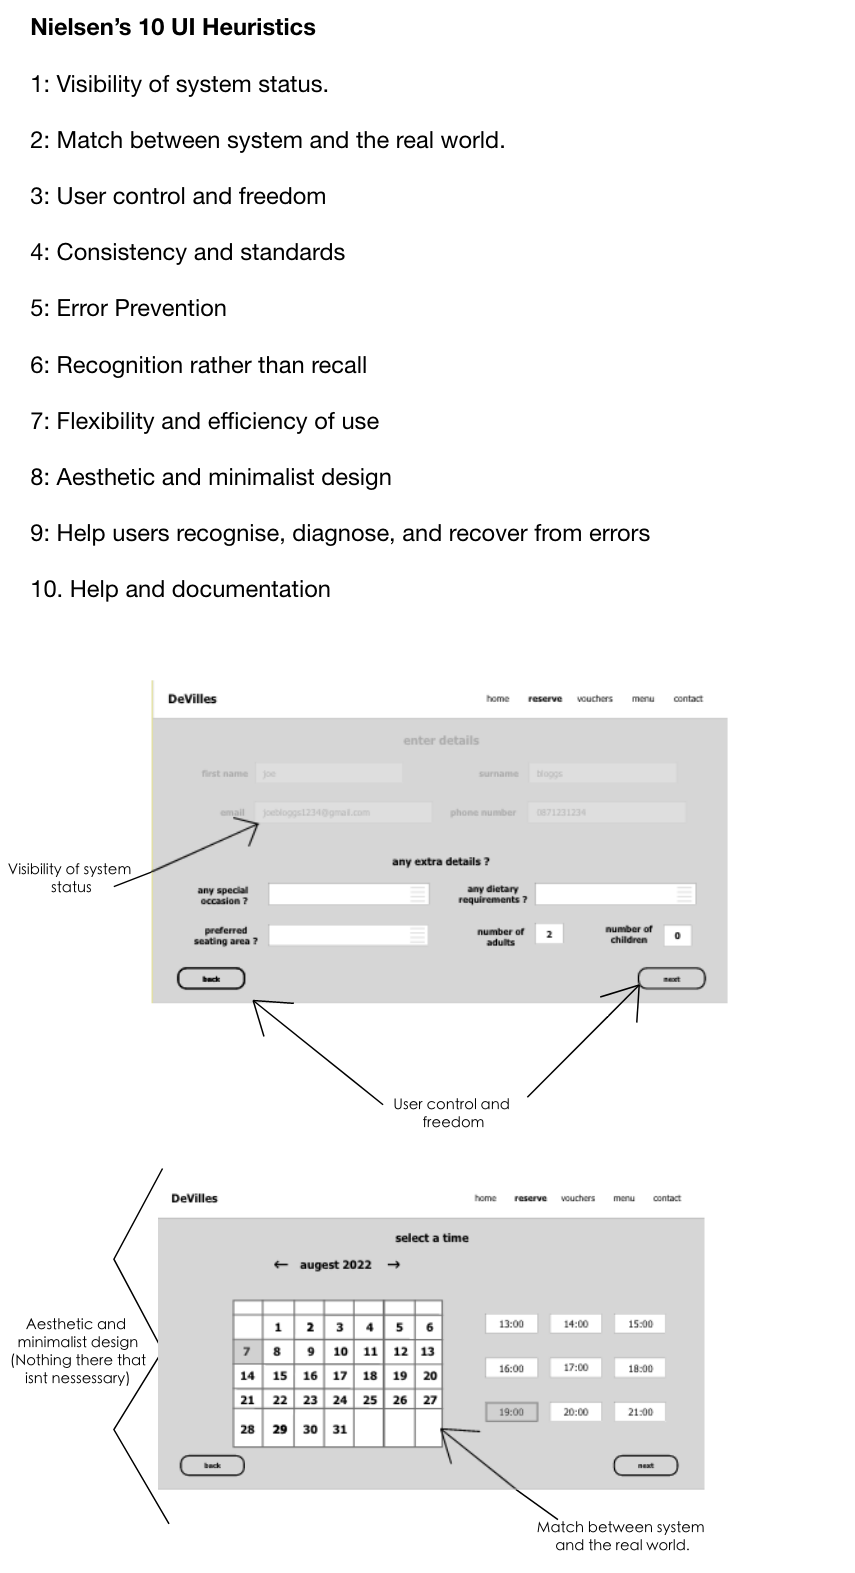 Nielsen’s 10 UI Heuristics
1: Visibility of system status.
2: Match between system and the real world.
3: User control and freedom
4: Consistency and standards
5: Error Prevention
6: Recognition rather than recall
7: Flexibility and efficiency of use
8: Aesthetic and minimalist design
9: Help users recognise, diagnose, and recover from errors
10. Help and documentation
DeVilles home reserve vouchers menu contact
enter details
first name joe surname bloggs
email joebloggs1234@gmail.com phone number 0871231234
Visibility of system
status
any extra details ?
any special
occasion ?
any dietary
requirements ?
preferred
seating area ?
number of
adults
2
number of
children
0
back next
User control and
freedom
DeVilles home reserve vouchers menu contact
select a time
← augest 2022 →
1 2 3 4 5 6
7 8 9 10 11 12 13
14 15 16 17 18 19 20
21 22 23 24 25 26 27
28 29 30 31
13:00 14:00 15:00
16:00 17:00 18:00
19:00 20:00 21:00
Aesthetic and
minimalist design
(Nothing there that
isnt nessessary)
back next
Match between system
and the real world.